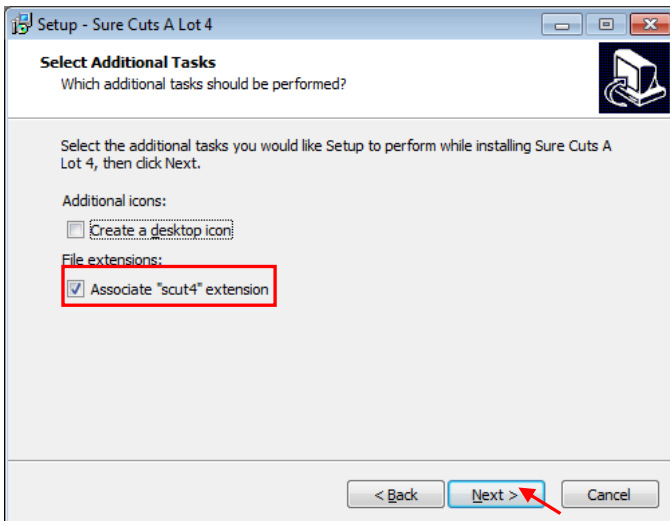 Setup - Sure Cuts A Lot 4
Select Additional Tasks
Which additional tasks should be performed?
Select the additional tasks you would like Setup to perform while installing Sure Cuts A
Lot 4, then click Next.
Additional icons:
Create a desktop icon
File extensions:
Associate "scut4" extension
< Back Next > Cancel